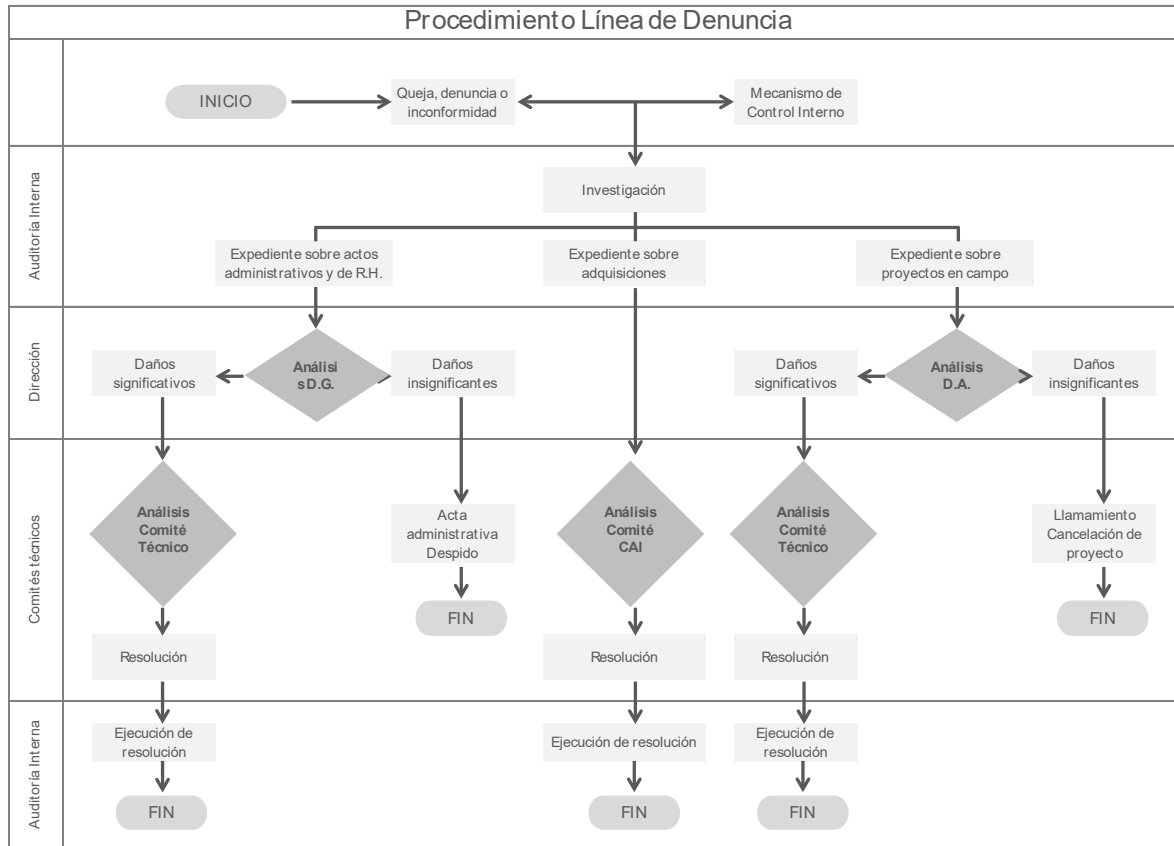 Procedimiento Línea de Denuncia
INICIO
Queja, denuncia o
inconformidad
Mecanismo de
Control Interno
Auditoría Interna
Investigación
Expediente sobre actos
administrativos y de R.H.
Expediente sobre
adquisiciones
Expediente sobre
proyectos en campo
Dirección
Daños
significativos
Análisi
s D.G.
Daños
insignificantes
Daños
significativos
Análisis
D.A.
Daños
insignificantes
Comités técnicos
Análisis
Comité
Técnico
Acta
administrativa
Despido
FIN
Análisis
Comité
CAI
Análisis
Comité
Técnico
Llamamiento
Cancelación de
proyecto
FIN
Resolución
Resolución
Resolución
Auditoría Interna
Ejecución de
resolución
Ejecución de resolución
Ejecución de
resolución
FIN
FIN
FIN